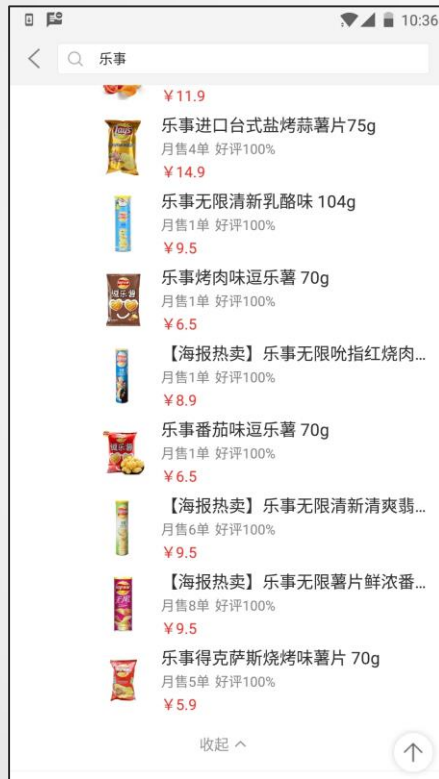 10:36
乐事
￥11.9
乐事进口台式盐烤蒜薯片75g
月售4单 好评100%
￥14.9
乐事无限清新乳酪味 104g
月售1单 好评100%
￥9.5
乐事烤肉味逗乐薯 70g
月售1单 好评100%
￥6.5
【海报热卖】乐事无限吮指红烧肉...
月售1单 好评100%
￥8.9
乐事番茄味逗乐薯 70g
月售1单 好评100%
￥6.5
【海报热卖】乐事无限清新清爽翡...
月售6单 好评100%
￥9.5
【海报热卖】乐事无限薯片鲜浓番...
月售8单 好评100%
￥9.5
乐事得克萨斯烧烤味薯片 70g
月售5单 好评100%
￥5.9
收起